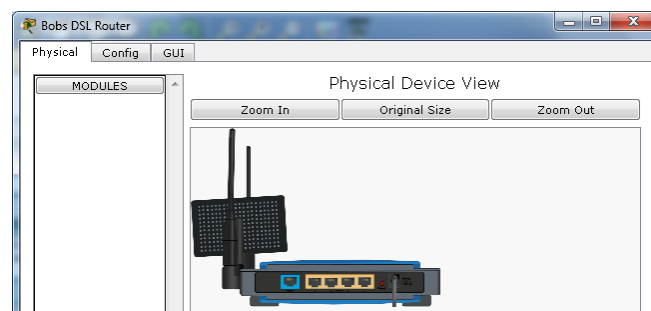 Bobs DSL Router
Physical Config GUI
MODULES
Physical Device View
Zoom In Original Size Zoom Out